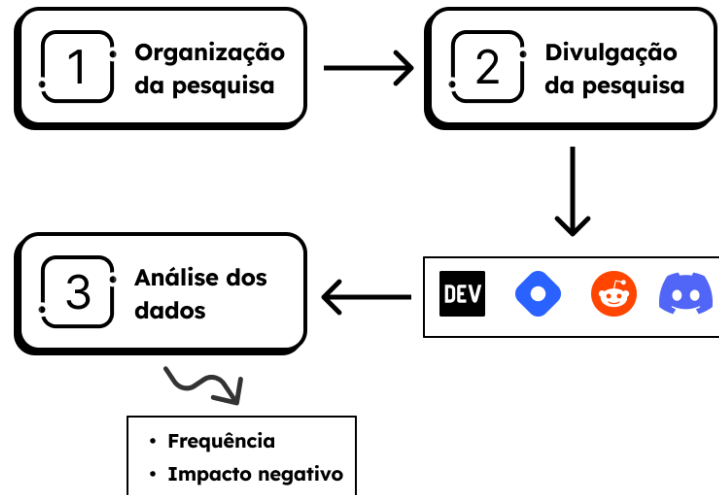 1
Organização
da pesquisa
2
Divulgação
da pesquisa
DEV
3
Análise dos
dados
• Frequência
• Impacto negativo